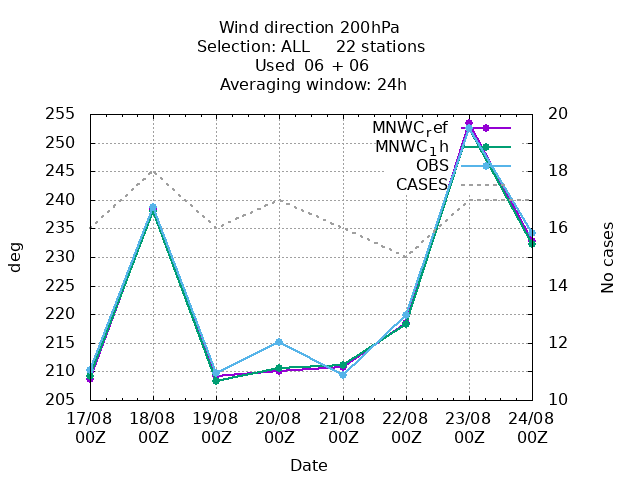 Wind direction 200hPa
Selection: ALL 22 stations
Used 06 + 06
Averaging window: 24h
255 20
MNWCref
250
MNWC1h
OBS
245 18
CASES
240
235 16
230
225 14
220
215 12
210
205 10
deg
No cases
17/08 18/08 19/08 20/08 21/08 22/08 23/08 24/08
00Z 00Z 00Z 00Z 00Z 00Z 00Z 00Z
Date